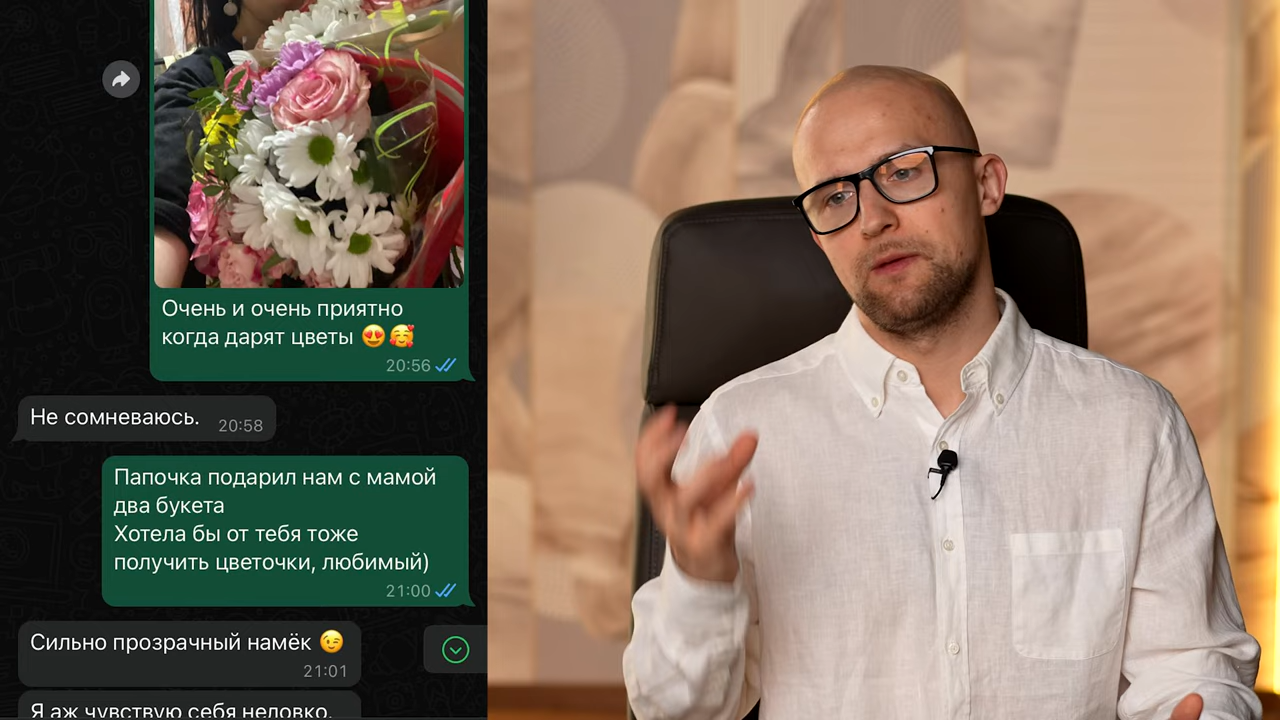 Очень и очень приятно
когда дарят цветы 😍🥰
20:56
Не сомневаюсь. 20:58
Папочка подарил нам с мамой
два букета
Хотела бы от тебя тоже
получить цветочки, любимый)
21:00
Сильно прозрачный намёк 😉
21:01
Я аж чувствую себя неловко.